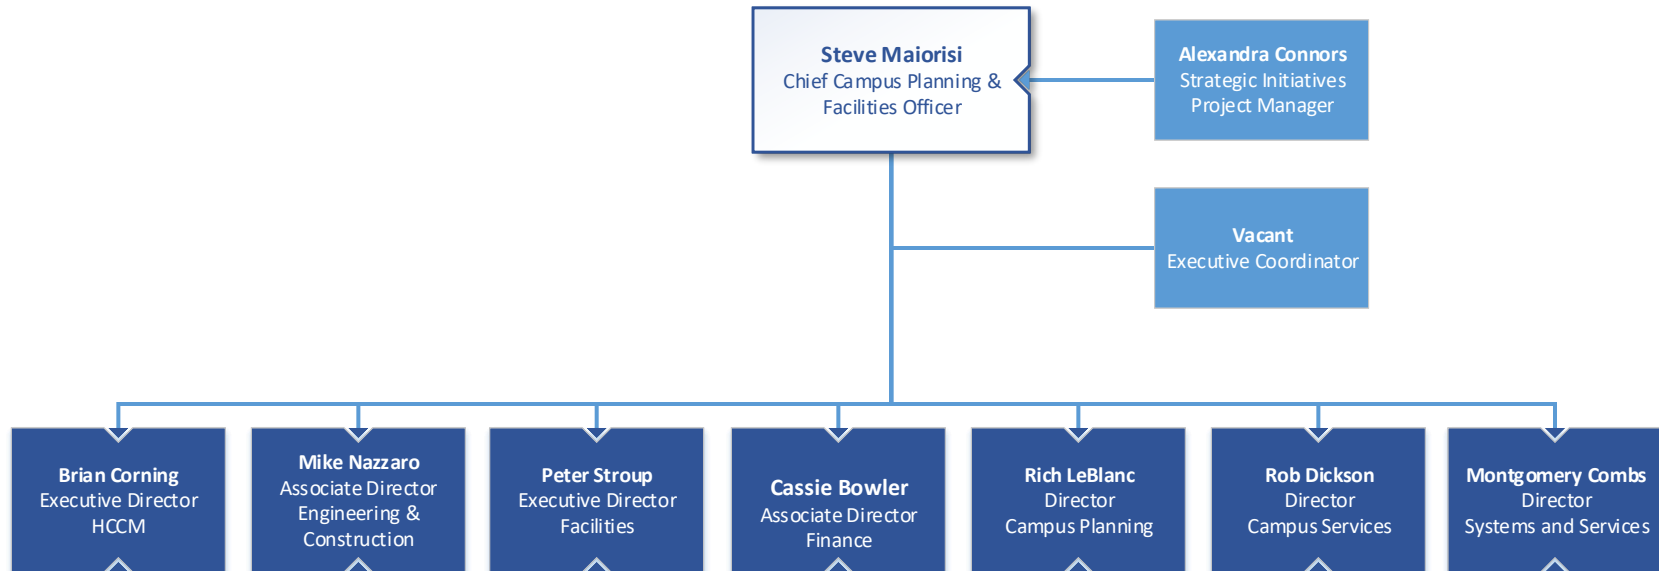 Steve Maiorisi
Chief Campus Planning &
Facilities Officer
Alexandra Connors
Strategic Initiatives
Project Manager
Vacant
Executive Coordinator
Brian Corning
Executive Director
HCCM
Mike Nazzaro
Associate Director
Engineering &
Construction
Peter Stroup
Executive Director
Facilities
Cassie Bowler
Associate Director
Finance
Rich LeBlanc
Director
Campus Planning
Rob Dickson
Director
Campus Services
Montgomery Combs
Director
Systems and Services